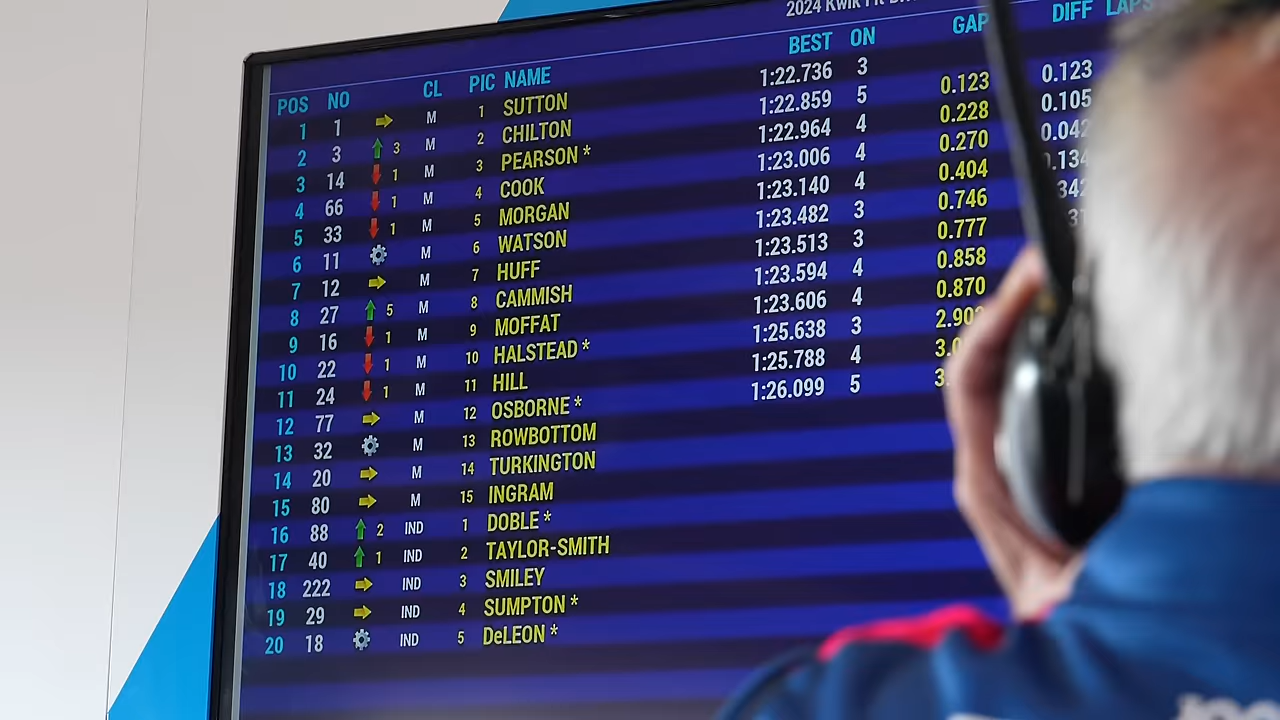 2024 Kwik Fit
POS NO CL PIC NAME BEST ON GAP DIFF LAPS
1 1 M 1 SUTTON 1:22.736 3
2 3 3 M 2 CHILTON 1:22.859 5 0.123 0.123
3 14 1 M 3 PEARSON * 1:22.964 4 0.228 0.105
4 66 1 M 4 COOK 1:23.006 4 0.270 0.042
5 33 1 M 5 MORGAN 1:23.140 4 0.404
6 11 M 6 WATSON 1:23.482 3 0.746
7 12 M 7 HUFF 1:23.513 3 0.777
8 27 5 M 8 CAMMISH 1:23.594 4 0.858
9 16 1 M 9 MOFFAT 1:23.606 4 0.870
10 22 1 M 10 HALSTEAD * 1:25.638 3
11 24 1 M 11 HILL 1:25.788 4
12 77 M 12 OSBORNE * 1:26.099 5
13 32 M 13 ROWBOTTOM
14 20 M 14 TURKINGTON
15 80 M 15 INGRAM
16 88 2 IND 1 DOBLE *
17 40 1 IND 2 TAYLOR-SMITH
18 222 IND 3 SMILEY
19 29 IND 4 SUMPTON *
20 18 IND 5 DeLEON *